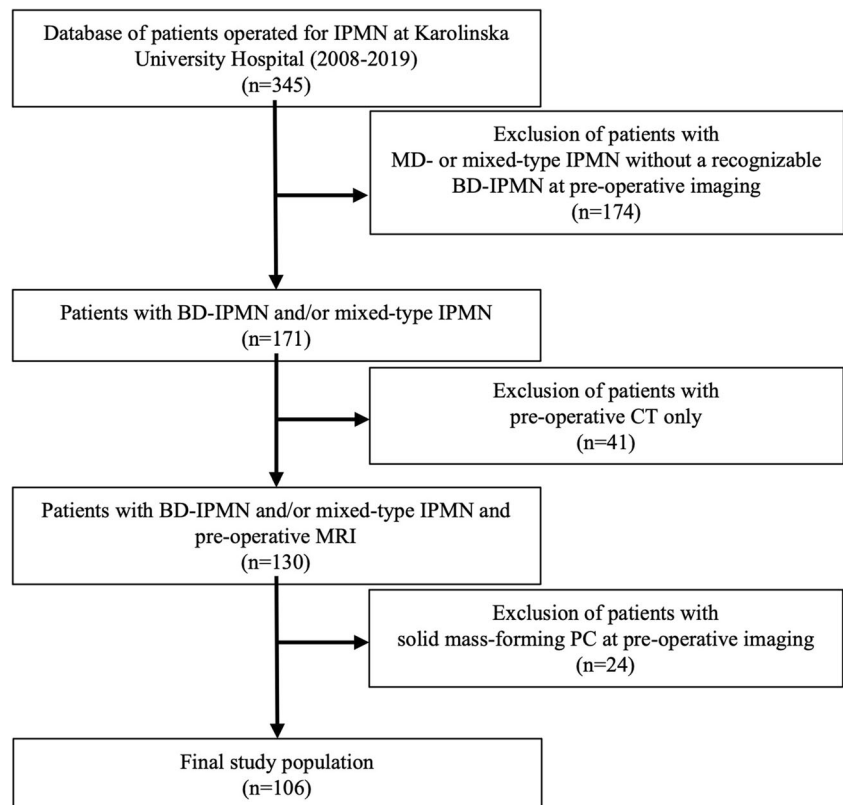 Database of patients operated for IPMN at Karolinska
University Hospital (2008-2019)
(n=345)
Exclusion of patients with
MD- or mixed-type IPMN without a recognizable
BD-IPMN at pre-operative imaging
(n=174)
Patients with BD-IPMN and/or mixed-type IPMN
(n=171)
Exclusion of patients with
pre-operative CT only
(n=41)
Patients with BD-IPMN and/or mixed-type IPMN and
pre-operative MRI
(n=130)
Exclusion of patients with
solid mass-forming PC at pre-operative imaging
(n=24)
Final study population
(n=106)